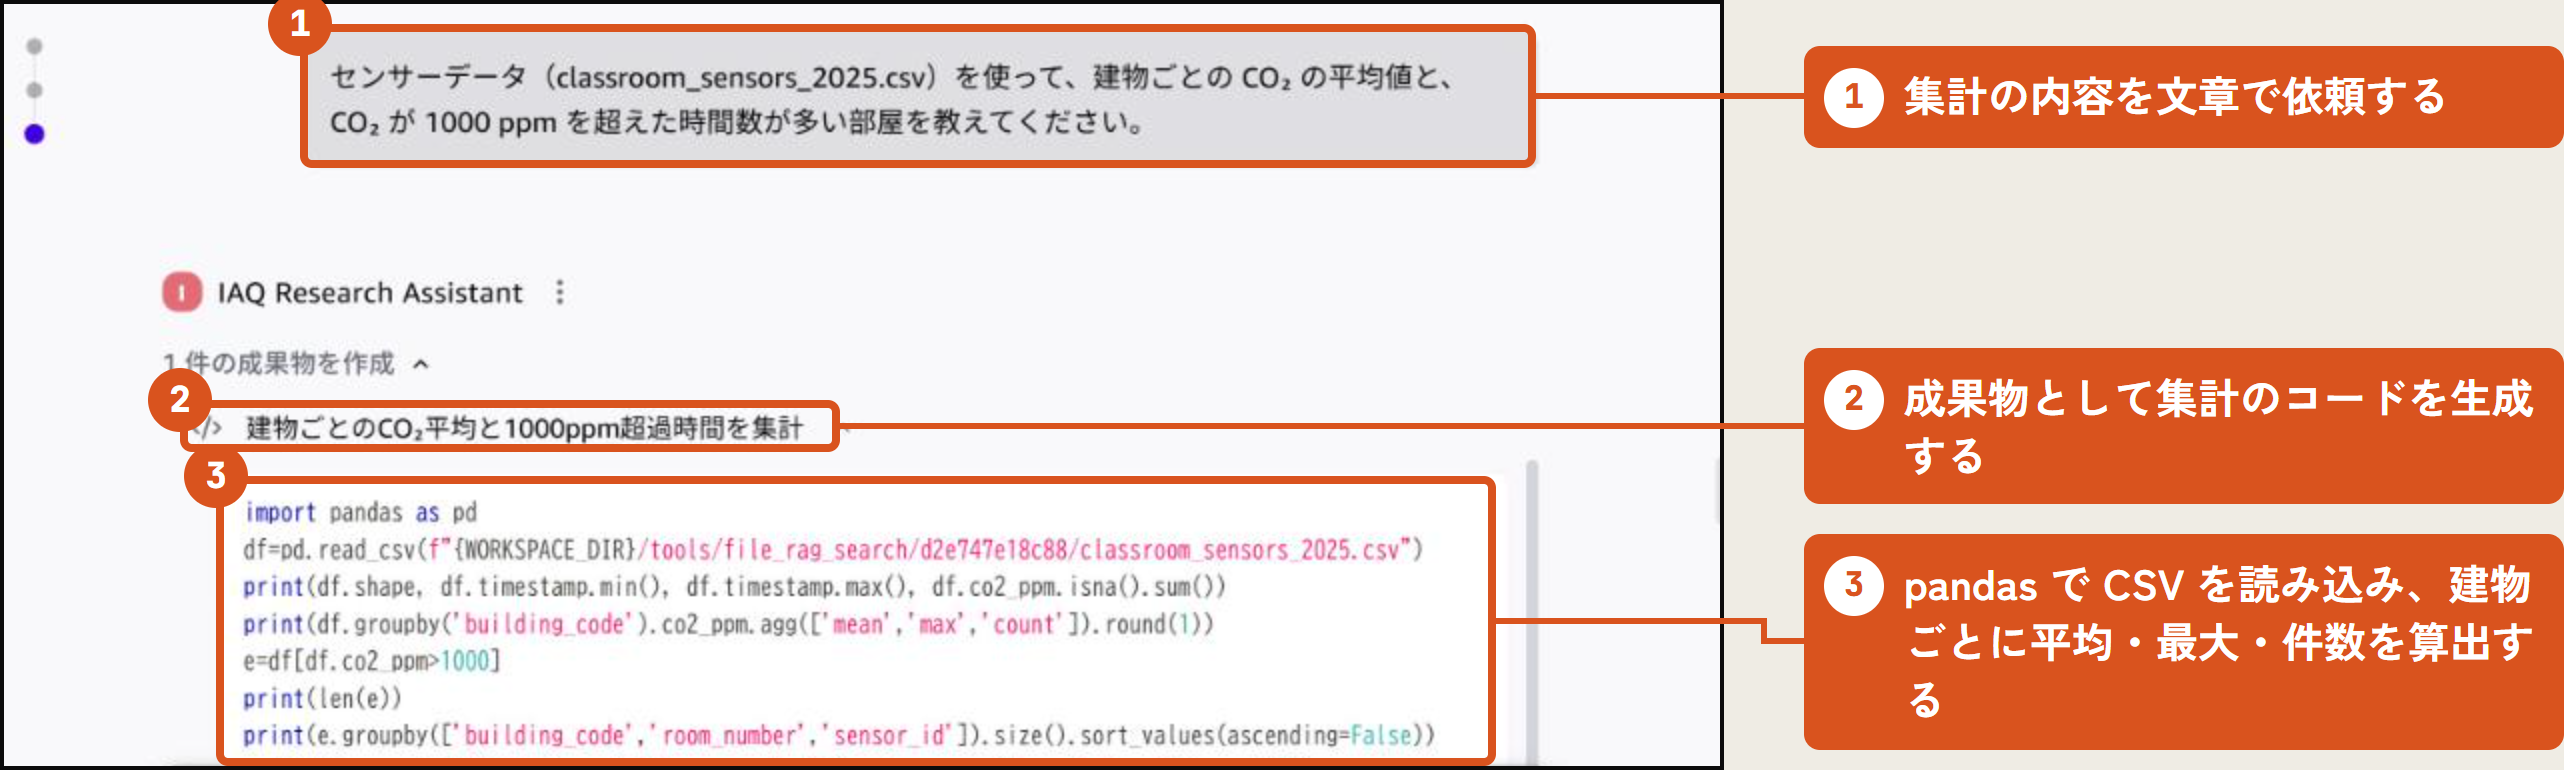 1
センサーデータ（classroom_sensors_2025.csv）を使って、建物ごとの CO₂ の平均値と、
CO₂ が 1000 ppm を超えた時間数が多い部屋を教えてください。
1 集計の内容を文章で依頼する
I IAQ Research Assistant
1 件の成果物を作成
2
</> 建物ごとのCO₂平均と1000ppm超過時間を集計
2 成果物として集計のコードを生成
する
3
import pandas as pd
df=pd.read_csv(f"{WORKSPACE_DIR}/tools/file_rag_search/d2e747e18c88/classroom_sensors_2025.csv")
print(df.shape, df.timestamp.min(), df.timestamp.max(), df.co2_ppm.isna().sum())
print(df.groupby('building_code').co2_ppm.agg(['mean','max','count']).round(1))
e=df[df.co2_ppm>1000]
print(len(e))
print(e.groupby(['building_code','room_number','sensor_id']).size().sort_values(ascending=False))
3 pandas で CSV を読み込み、建物
ごとに平均・最大・件数を算出す
る